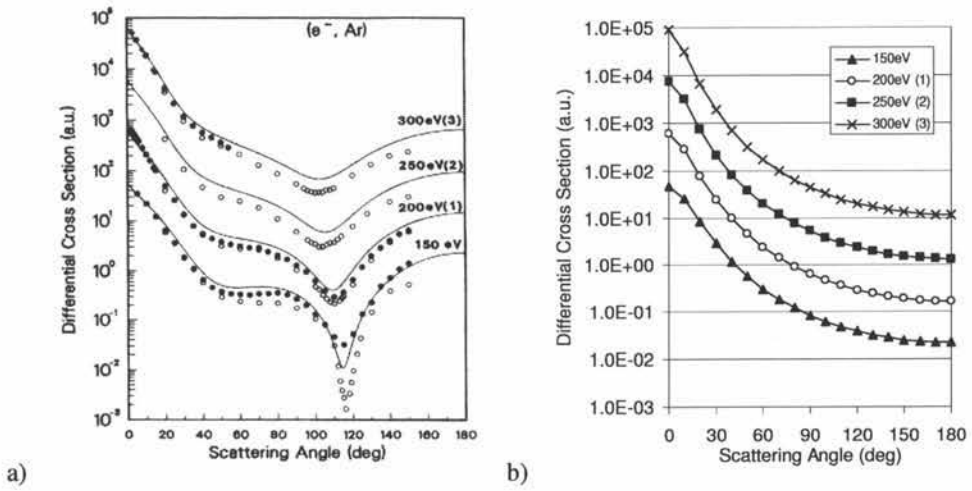 10⁵
10⁴
10³
10²
10¹
10⁰
10⁻¹
10⁻²
10⁻³
Differential Cross Section (a.u.)
(e⁻, Ar)
300eV(3)
250eV(2)
200eV(1)
150 eV
0 20 40 60 80 100 120 140 160 180
Scattering Angle (deg)
a)
1.0E+05
1.0E+04
1.0E+03
1.0E+02
1.0E+01
1.0E+00
1.0E-01
1.0E-02
1.0E-03
Differential Cross Section (a.u.)
150eV
200eV (1)
250eV (2)
300eV (3)
0 30 60 90 120 150 180
Scattering Angle (deg)
b)